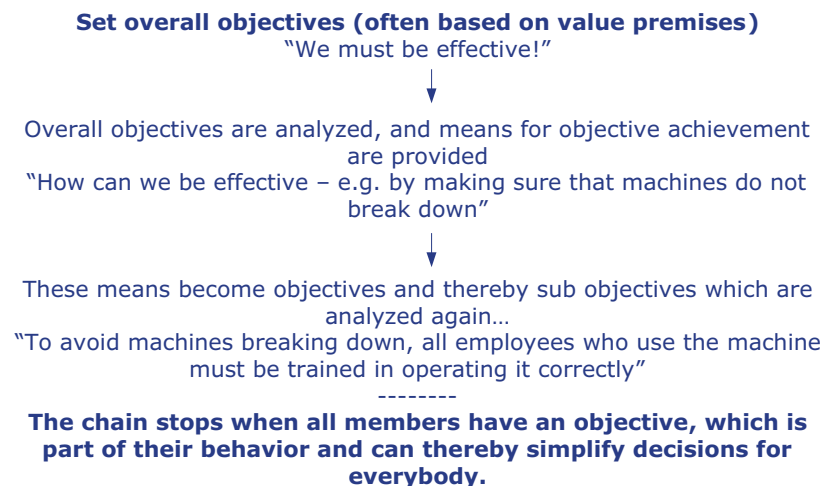 Set overall objectives (often based on value premises)
“We must be effective!”
Overall objectives are analyzed, and means for objective achievement
are provided
“How can we be effective – e.g. by making sure that machines do not
break down”
These means become objectives and thereby sub objectives which are
analyzed again…
“To avoid machines breaking down, all employees who use the machine
must be trained in operating it correctly”
--------
The chain stops when all members have an objective, which is
part of their behavior and can thereby simplify decisions for
everybody.